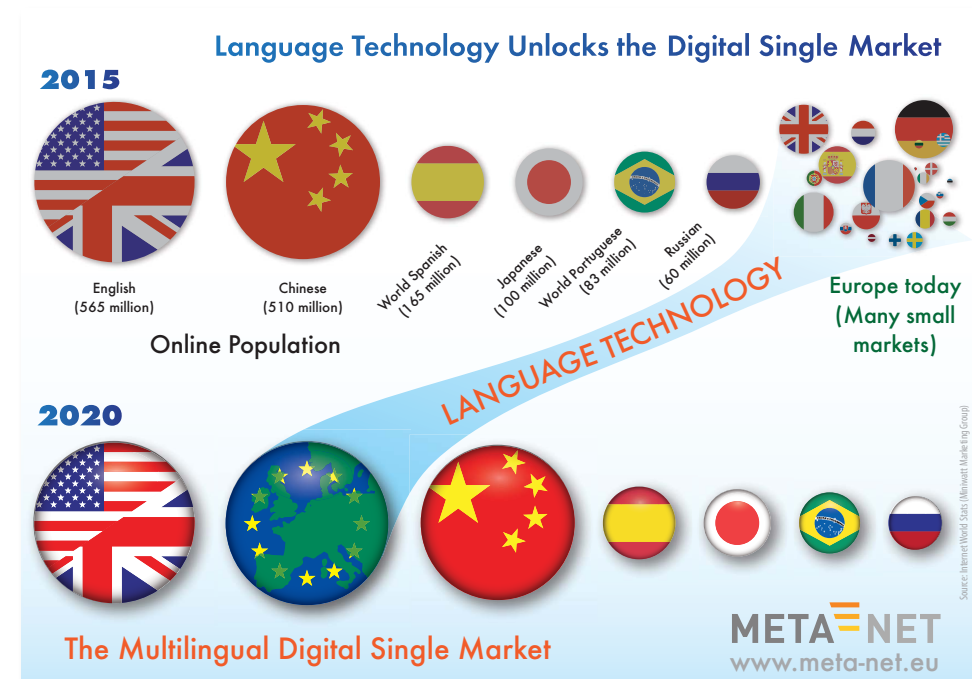 Language Technology Unlocks the Digital Single Market
2015
English
(565 million)
Chinese
(510 million)
World Spanish
(165 million)
Japanese
(100 million)
World Portuguese
(83 million)
Russian
(60 million)
Online Population
Europe today
(Many small
markets)
LANGUAGE TECHNOLOGY
2020
Source: Internet World Stats (Miniwatt Marketing Group)
The Multilingual Digital Single Market
META NET
www.meta-net.eu